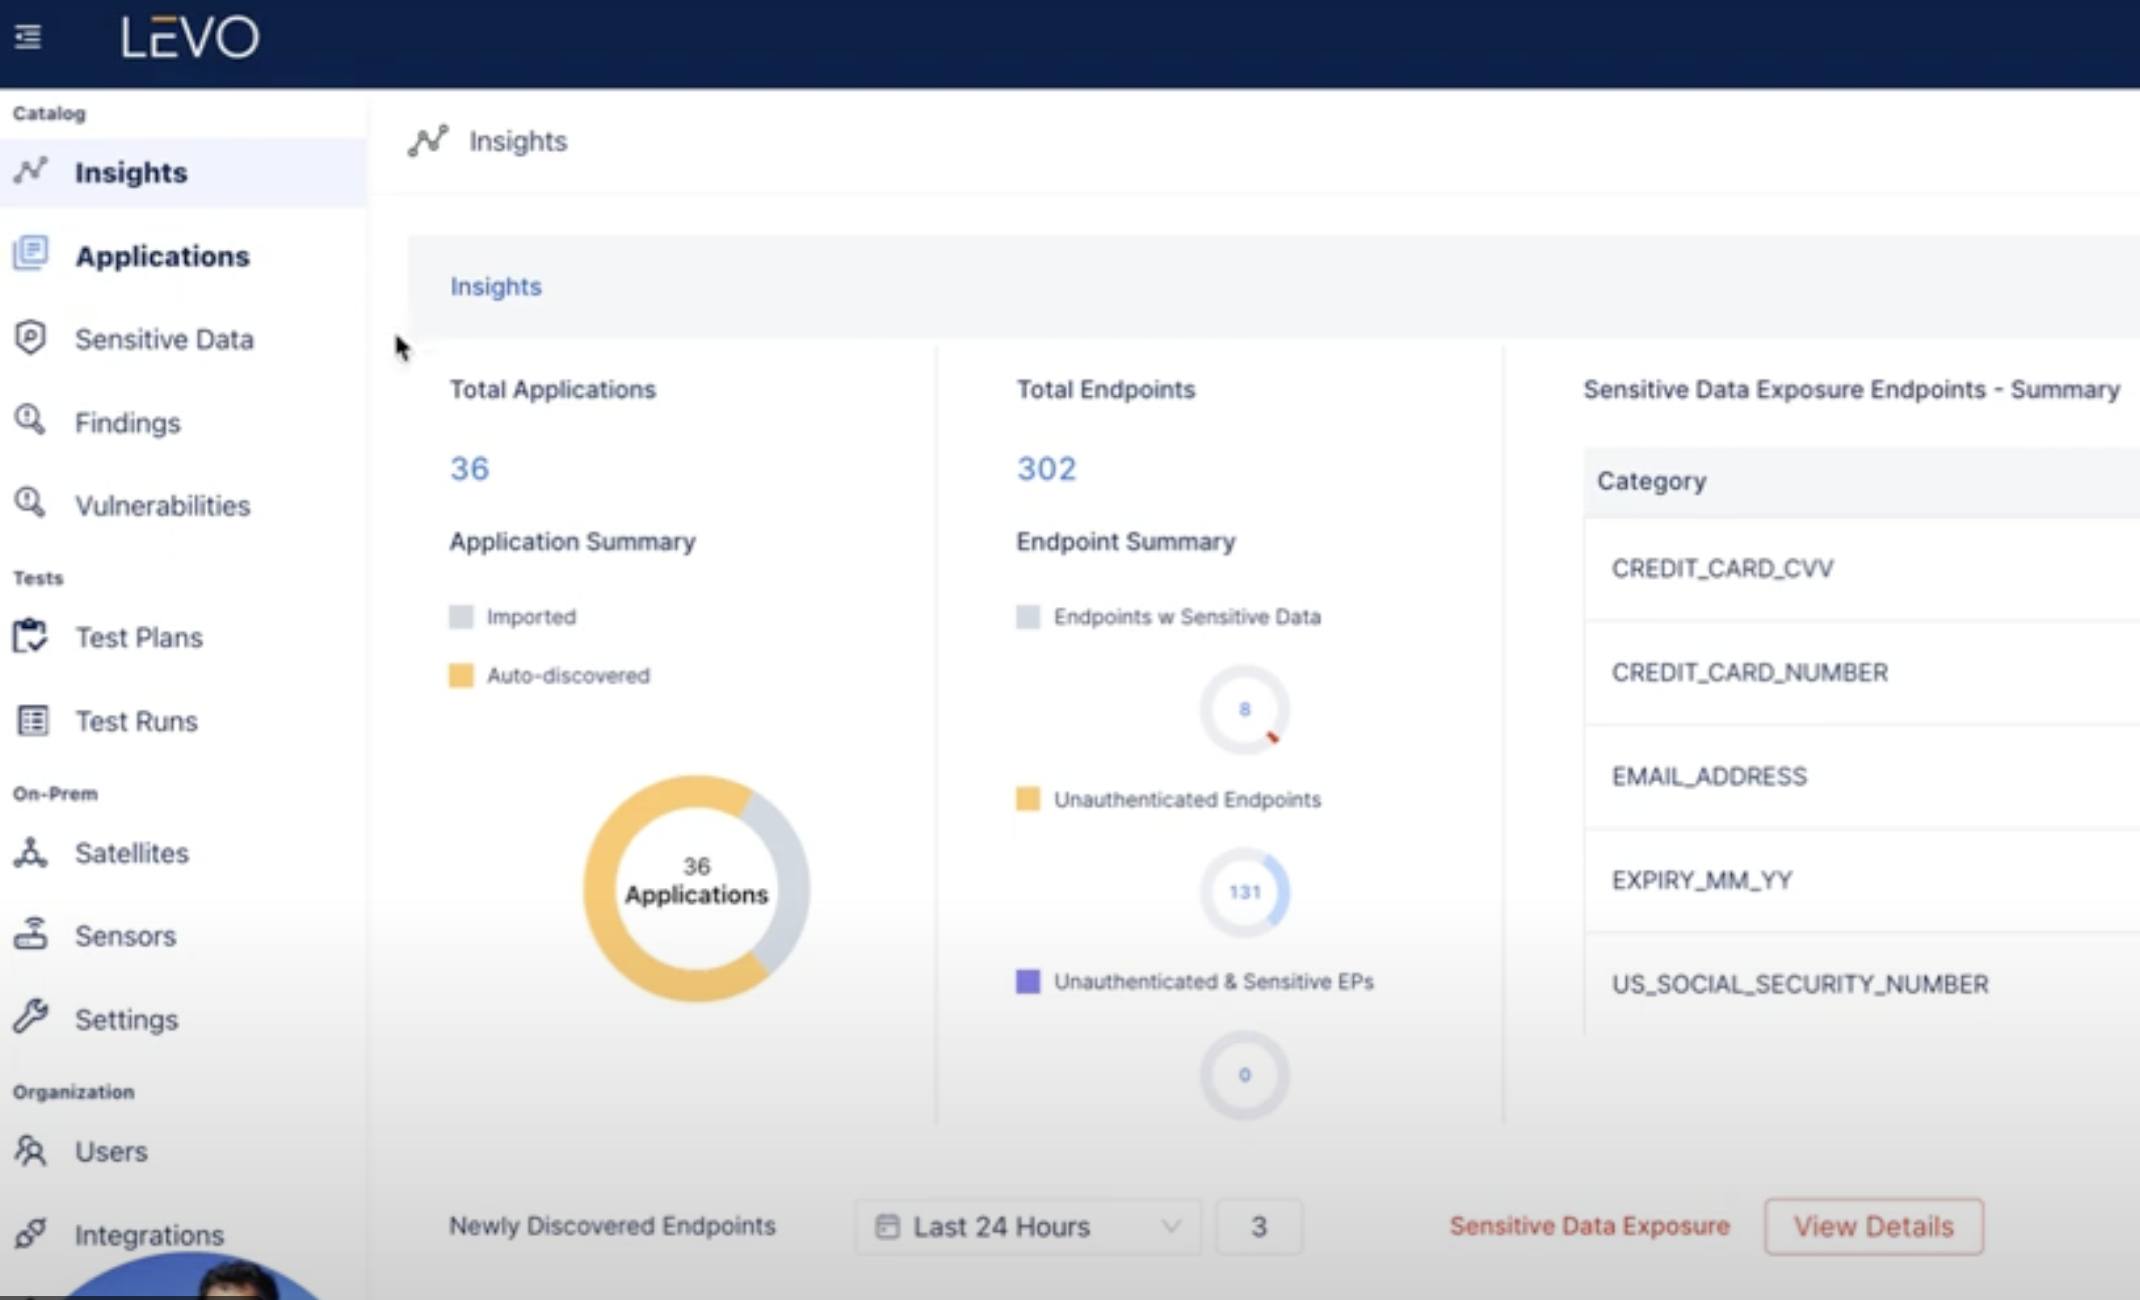 LEVO
Catalog
Insights
Applications
Sensitive Data
Findings
Vulnerabilities
Tests
Test Plans
Test Runs
On-Prem
Satellites
Sensors
Settings
Organization
Users
Integrations
Insights
Insights
Total Applications
36
Application Summary
Imported
Auto-discovered
36
Applications
Total Endpoints
302
Endpoint Summary
Endpoints w Sensitive Data
8
Unauthenticated Endpoints
131
Unauthenticated & Sensitive EPs
0
Sensitive Data Exposure Endpoints - Summary
Category
CREDIT_CARD_CVV
CREDIT_CARD_NUMBER
EMAIL_ADDRESS
EXPIRY_MM_YY
US_SOCIAL_SECURITY_NUMBER
Newly Discovered Endpoints Last 24 Hours 3 Sensitive Data Exposure View Details